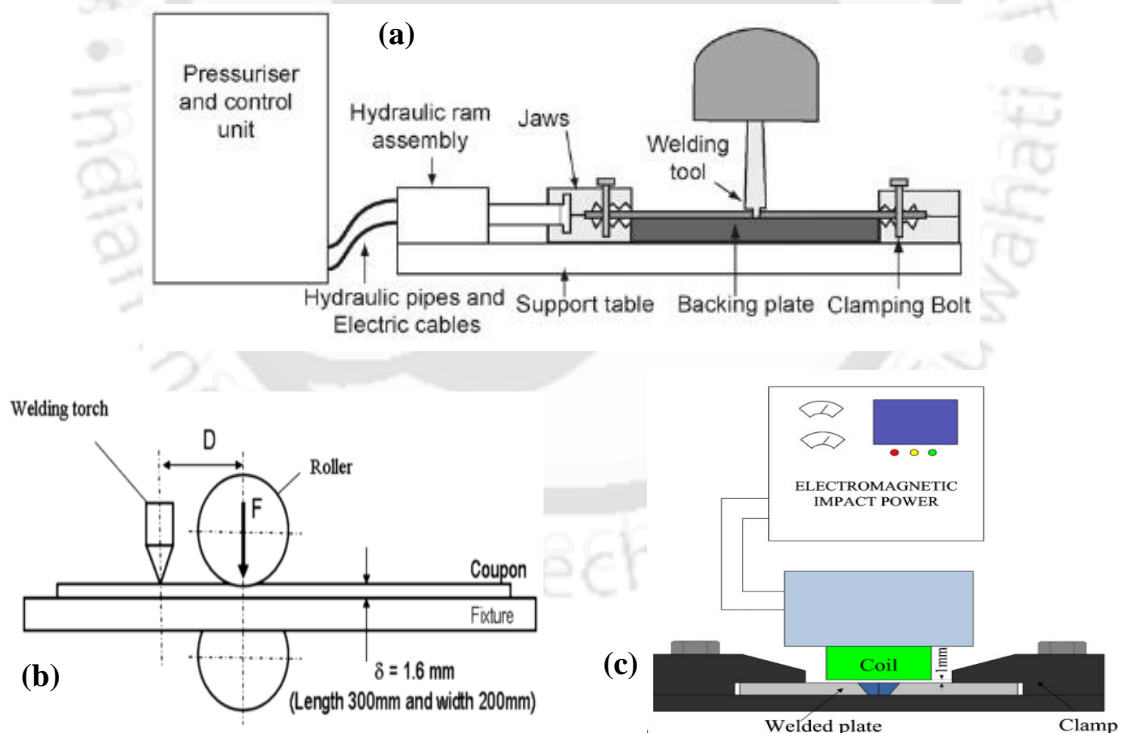 (a)
Pressuriser
and control
unit
Hydraulic ram
assembly
Jaws
Welding
tool
Hydraulic pipes and
Electric cables
Support table
Backing plate
Clamping Bolt
Welding torch
D
Roller
F
Coupon
Fixture
δ = 1.6 mm
(Length 300mm and width 200mm)
(b)
ELECTROMAGNETIC
IMPACT POWER
Coil
1mm
(c)
Welded plate
Clamp